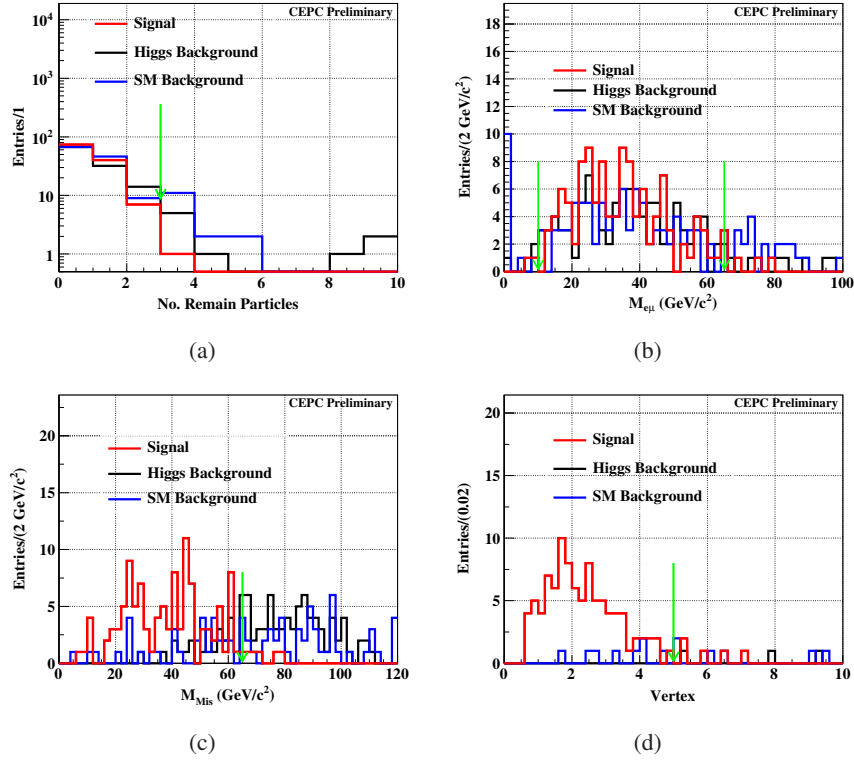 CEPC Preliminary
10⁴
10³
10²
10
1
Entries/1
Signal
Higgs Background
SM Background
0 2 4 6 8 10
No. Remain Particles
(a)
CEPC Preliminary
18
16
14
12
10
8
6
4
2
0
Entries/(2 GeV/c²)
Signal
Higgs Background
SM Background
0 20 40 60 80 100
M_eμ (GeV/c²)
(b)
CEPC Preliminary
20
15
10
5
0
Entries/(2 GeV/c²)
Signal
Higgs Background
SM Background
0 20 40 60 80 100 120
M_Mis (GeV/c²)
(c)
CEPC Preliminary
20
15
10
5
0
Entries/(0.02)
Signal
Higgs Background
SM Background
0 2 4 6 8 10
Vertex
(d)